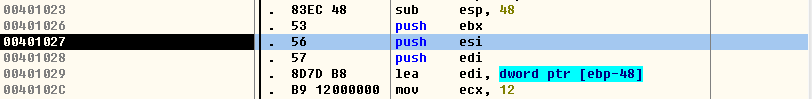 00401023 . 83EC 48 sub esp, 48
00401026 . 53 push ebx
00401027 . 56 push esi
00401028 . 57 push edi
00401029 . 8D7D B8 lea edi, dword ptr [ebp-48]
0040102C . B9 12000000 mov ecx, 12